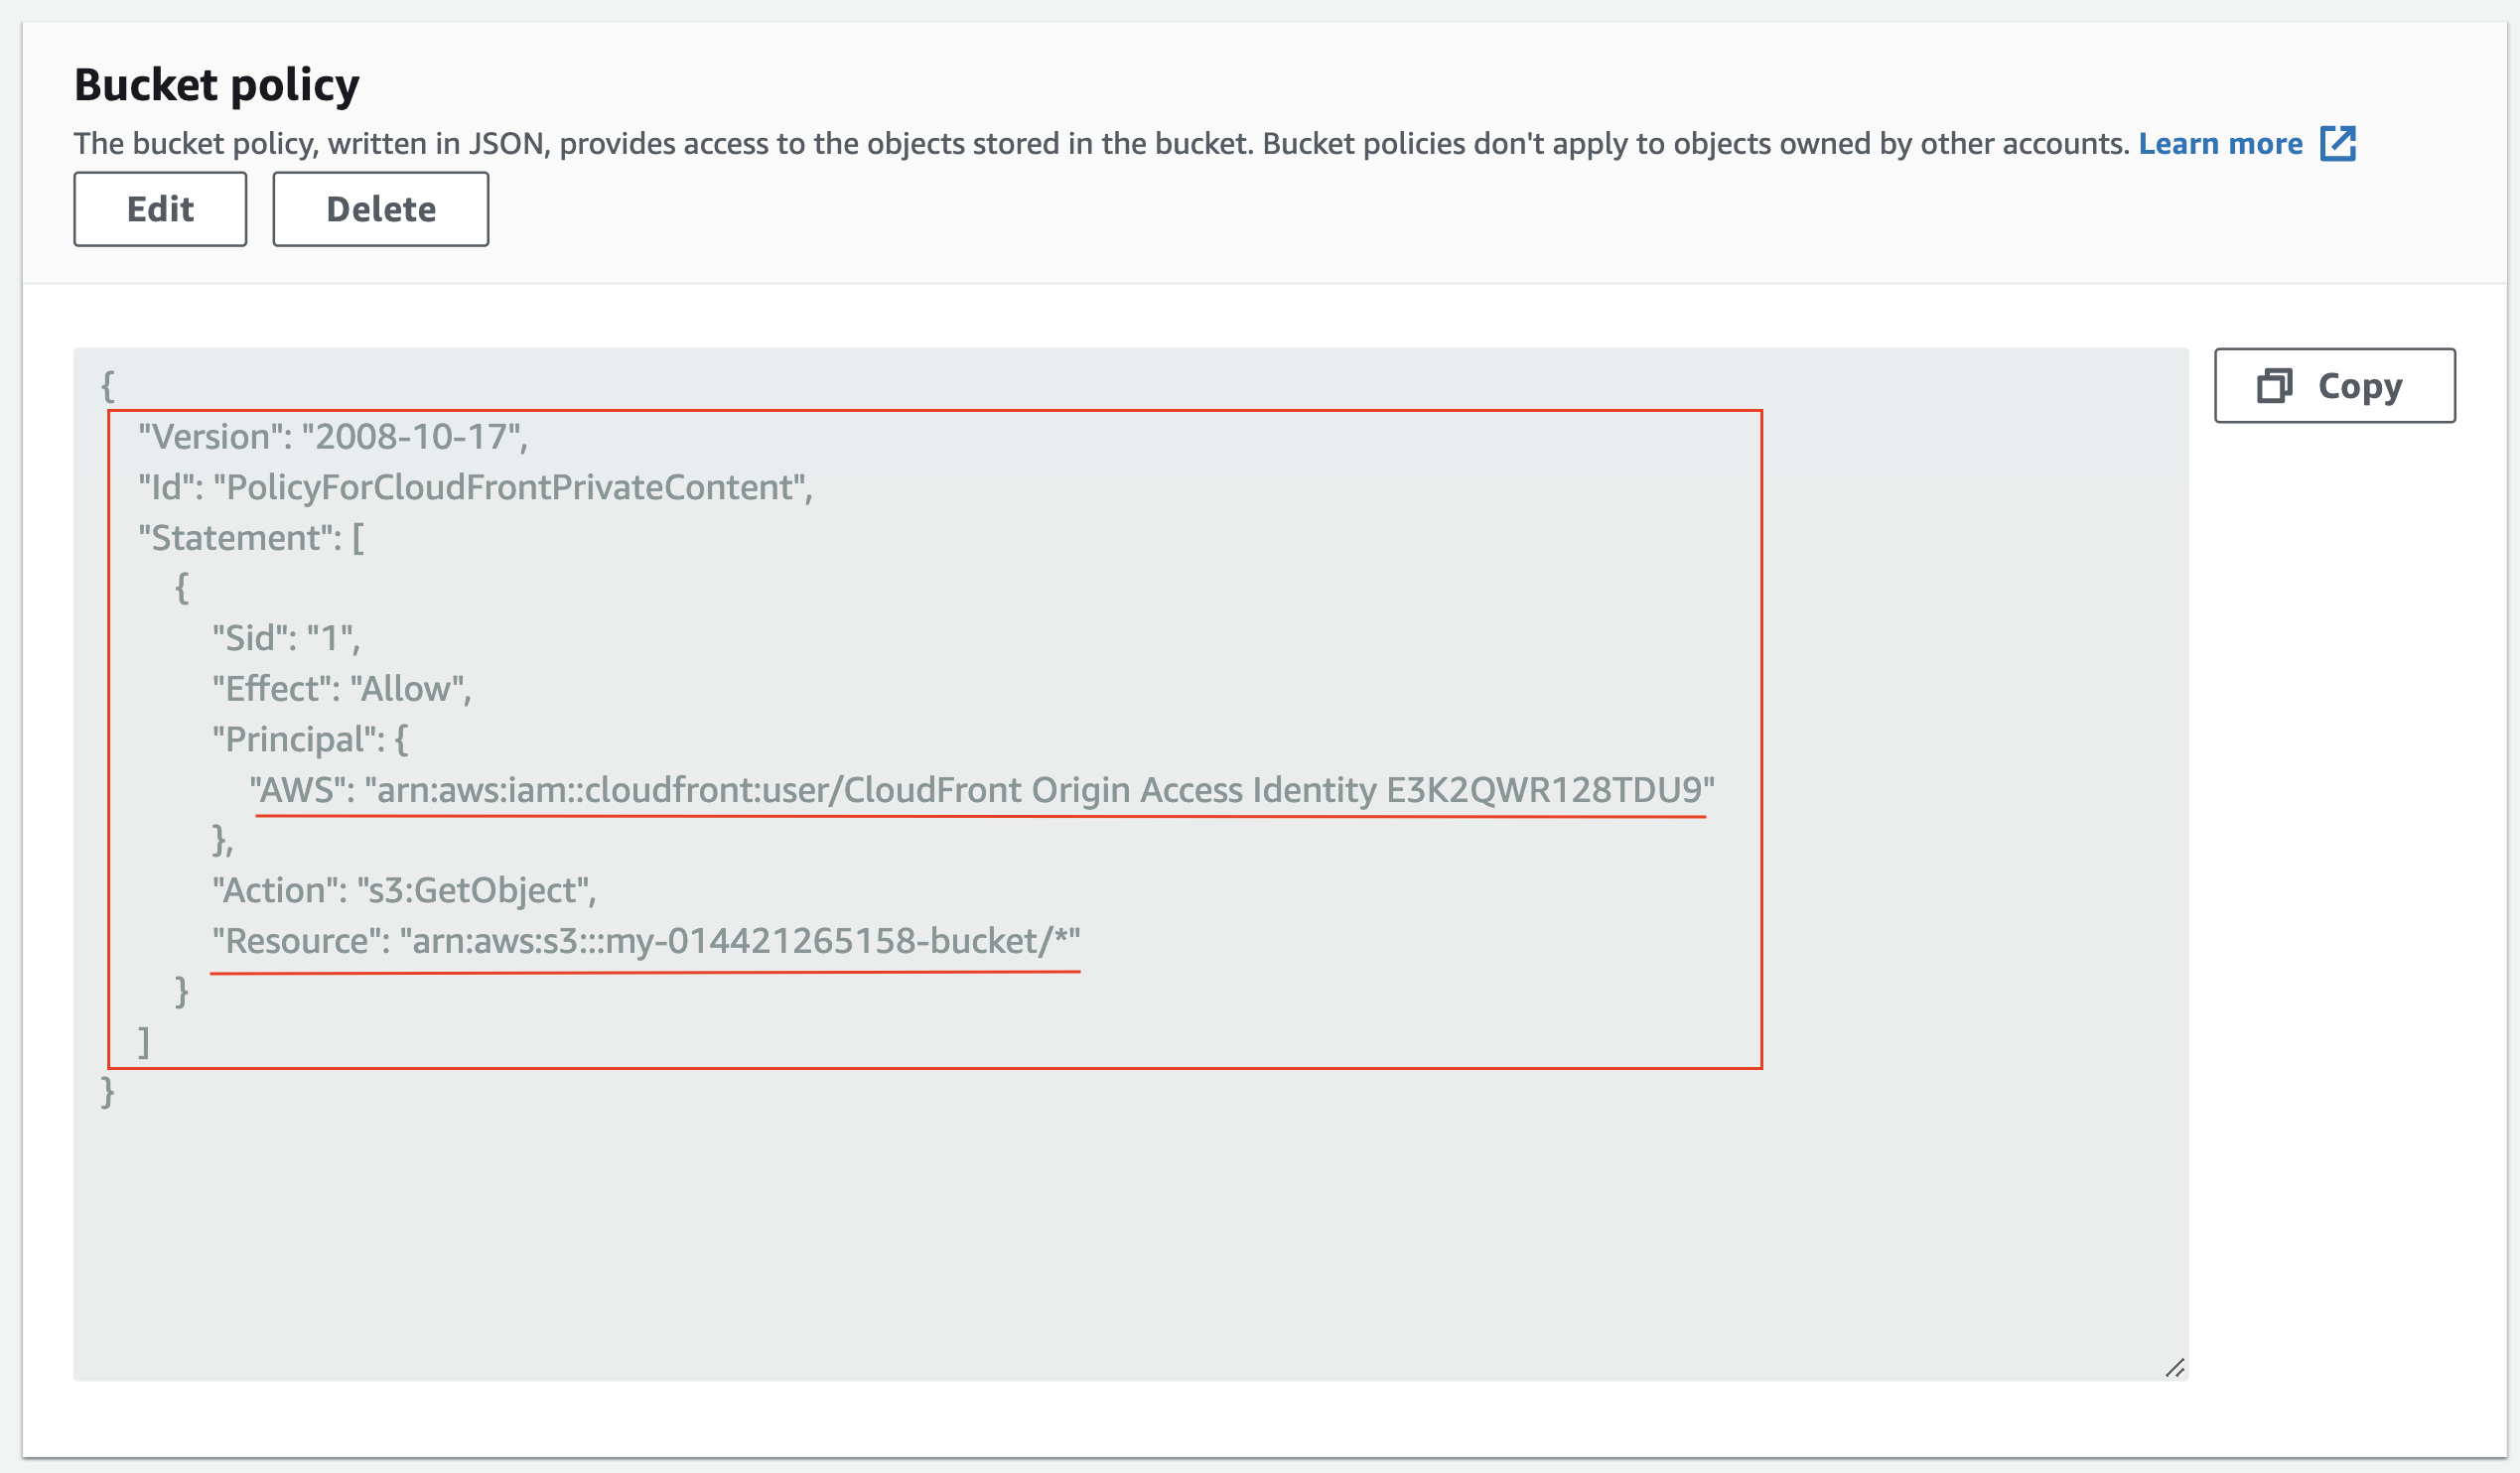 Bucket policy
The bucket policy, written in JSON, provides access to the objects stored in the bucket. Bucket policies don't apply to objects owned by other accounts. Learn more
Edit Delete
Copy
{
"Version": "2008-10-17",
"Id": "PolicyForCloudFrontPrivateContent",
"Statement": [
{
"Sid": "1",
"Effect": "Allow",
"Principal": {
"AWS": "arn:aws:iam::cloudfront:user/CloudFront Origin Access Identity E3K2QWR128TDU9"
},
"Action": "s3:GetObject",
"Resource": "arn:aws:s3:::my-014421265158-bucket/*"
}
]
}